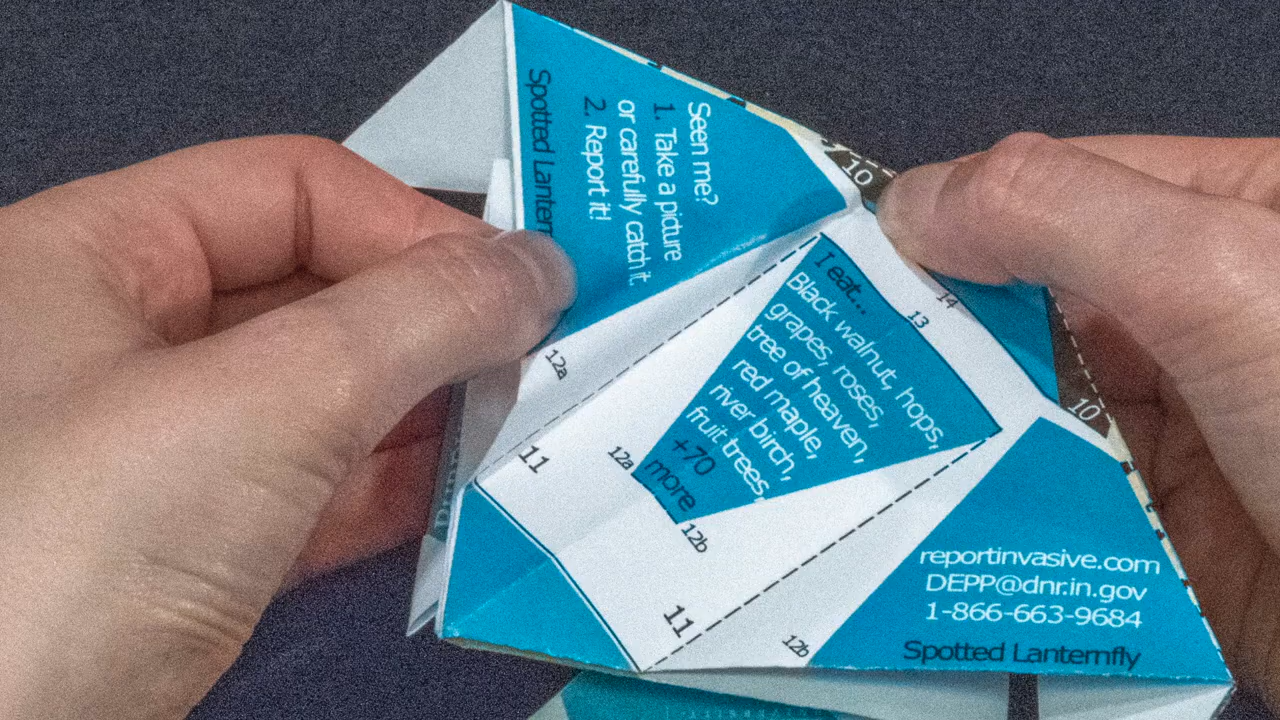 Seen me?
1. Take a picture
or carefully catch it.
2. Report it!
Spotted Lanternf
10
14
13
I eat...
Black walnut, hops,
grapes, roses,
tree of heaven,
red maple,
river birch,
fruit trees,
+70
more
12a
12a
11
12b
11
12b
10
reportinvasive.com
DEPP@dnr.in.gov
1-866-663-9684
Spotted Lanternfly